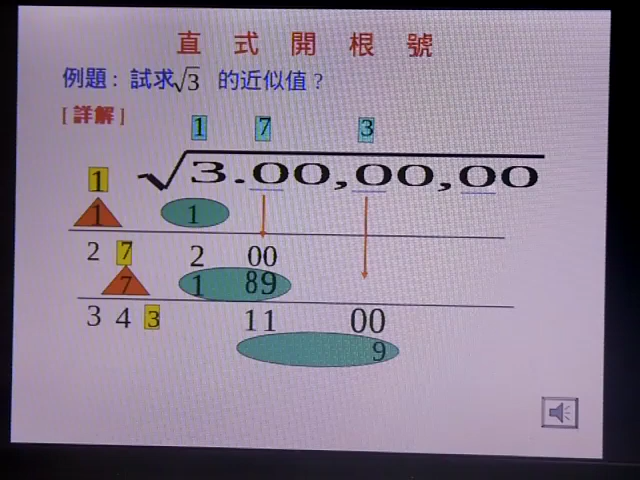 直式開根號
例題：試求√3 的近似值？
[詳解]
1 7 3
1 √3.00,00,00
1 1
2 7 2 00
7 1 89
3 4 3 11 00
9